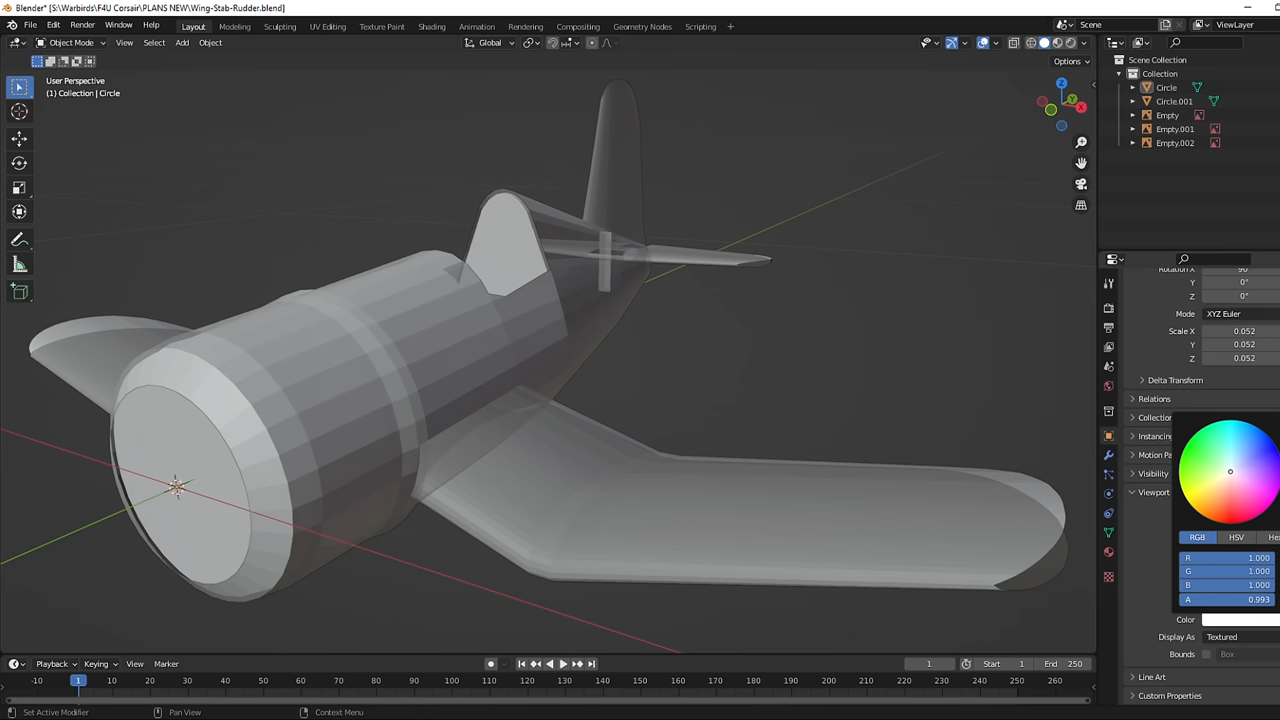 Blender* [S:\Warbirds\F4U Corsair\PLANS NEW\Wing-Stab-Rudder.blend]
File Edit Render Window Help Layout Modeling Sculpting UV Editing Texture Paint Shading Animation Rendering Compositing Geometry Nodes Scripting Scene ViewLayer
Object Mode View Select Add Object Global
Options
User Perspective
(1) Collection | Circle
Z
Y
X
Scene Collection
Collection
Circle
Circle.001
Empty
Empty.001
Empty.002
Rotation X 90°
Y 0°
Z 0°
Mode XYZ Euler
Scale X 0.052
Y 0.052
Z 0.052
Delta Transform
Relations
Collection
Instancing
Motion Pa
Visibility
Viewport
RGB HSV He
R 1.000
G 1.000
B 1.000
A 0.993
Color
Display As Textured
Bounds Box
Line Art
Custom Properties
Playback Keying View Marker 1 Start 1 End 250
-10 1 10 20 30 40 50 60 70 80 90 100 110 120 130 140 150 160 170 180 190 200 210 220 230 240 250 260
Set Active Modifier Pan View Context Menu